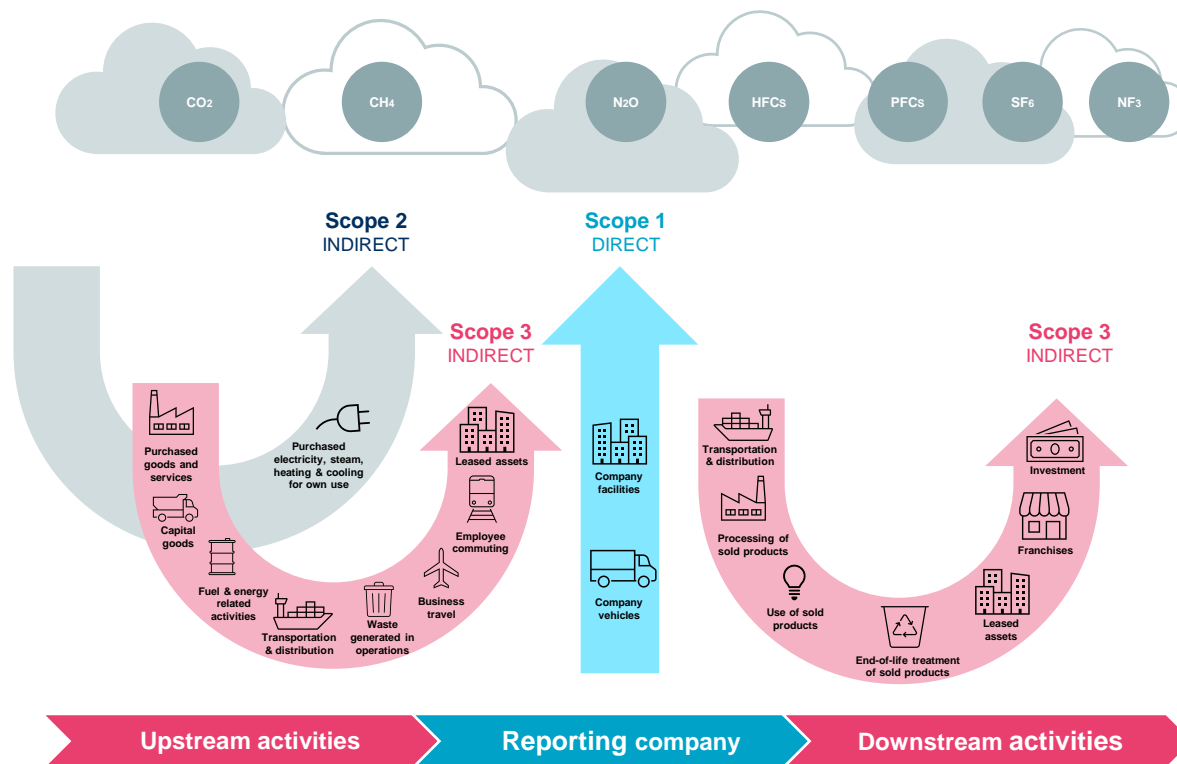 CO₂
CH₄
N₂O
HFCs
PFCs
SF₆
NF₃
Scope 2
INDIRECT
Scope 1
DIRECT
Scope 3
INDIRECT
Scope 3
INDIRECT
Purchased
goods and
services
Capital
goods
Fuel & energy
related
activities
Transportation
& distribution
Waste
generated in
operations
Business
travel
Employee
commuting
Leased assets
Purchased
electricity, steam,
heating & cooling
for own use
Company
facilities
Company
vehicles
Transportation
& distribution
Processing of
sold products
Use of sold
products
End-of-life treatment
of sold products
Leased
assets
Franchises
Investment
Upstream activities
Reporting company
Downstream activities